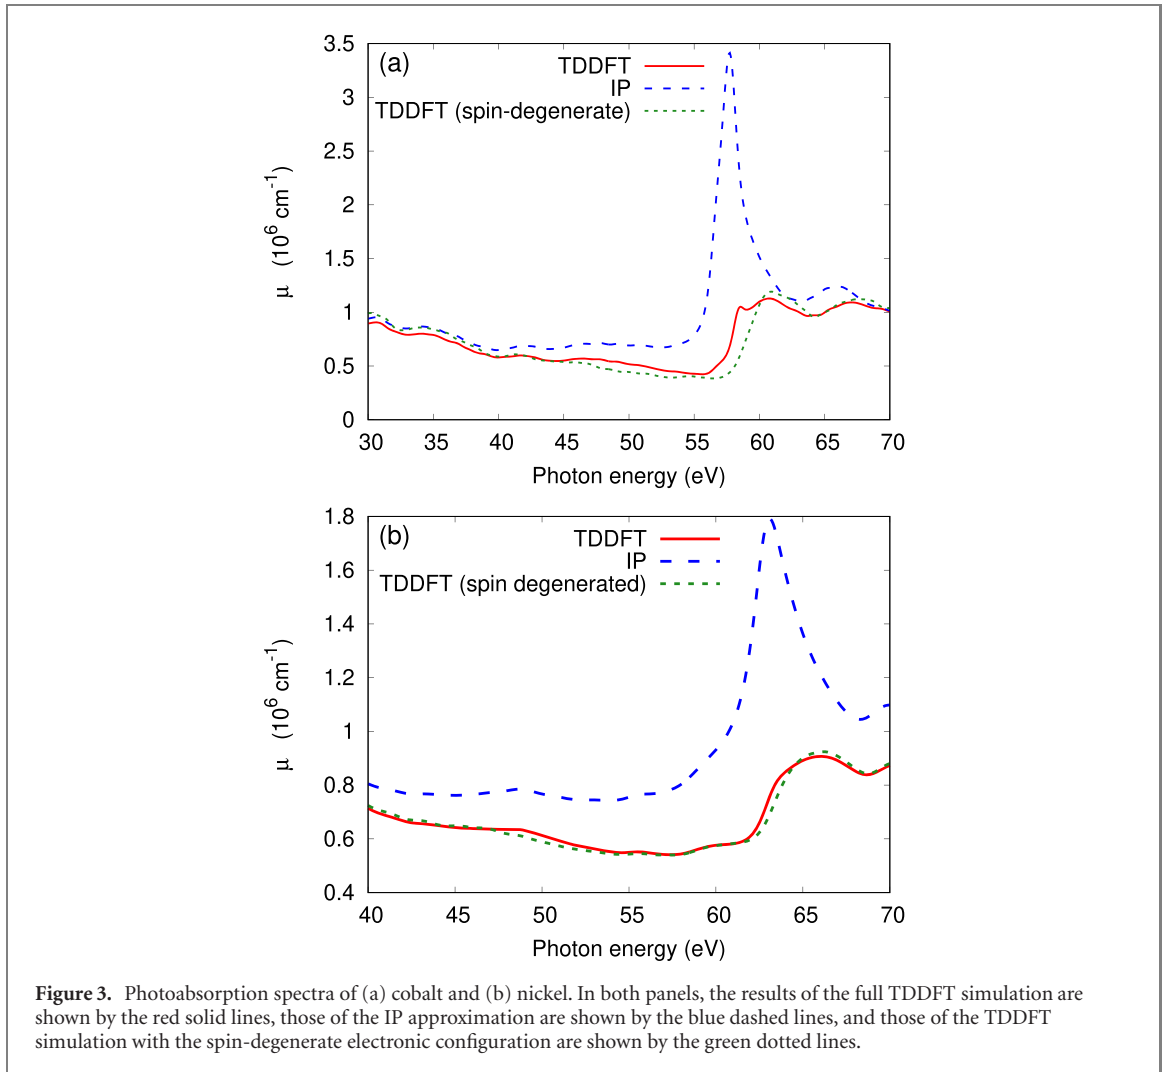 (a)
TDDFT
IP
TDDFT (spin-degenerate)
3.5
3
2.5
2
1.5
1
0.5
0
μ (10^6 cm^-1)
30 35 40 45 50 55 60 65 70
Photon energy (eV)
(b)
TDDFT
IP
TDDFT (spin degenerated)
1.8
1.6
1.4
1.2
1
0.8
0.6
0.4
μ (10^6 cm^-1)
40 45 50 55 60 65 70
Photon energy (eV)
Figure 3. Photoabsorption spectra of (a) cobalt and (b) nickel. In both panels, the results of the full TDDFT simulation are
shown by the red solid lines, those of the IP approximation are shown by the blue dashed lines, and those of the TDDFT
simulation with the spin-degenerate electronic configuration are shown by the green dotted lines.